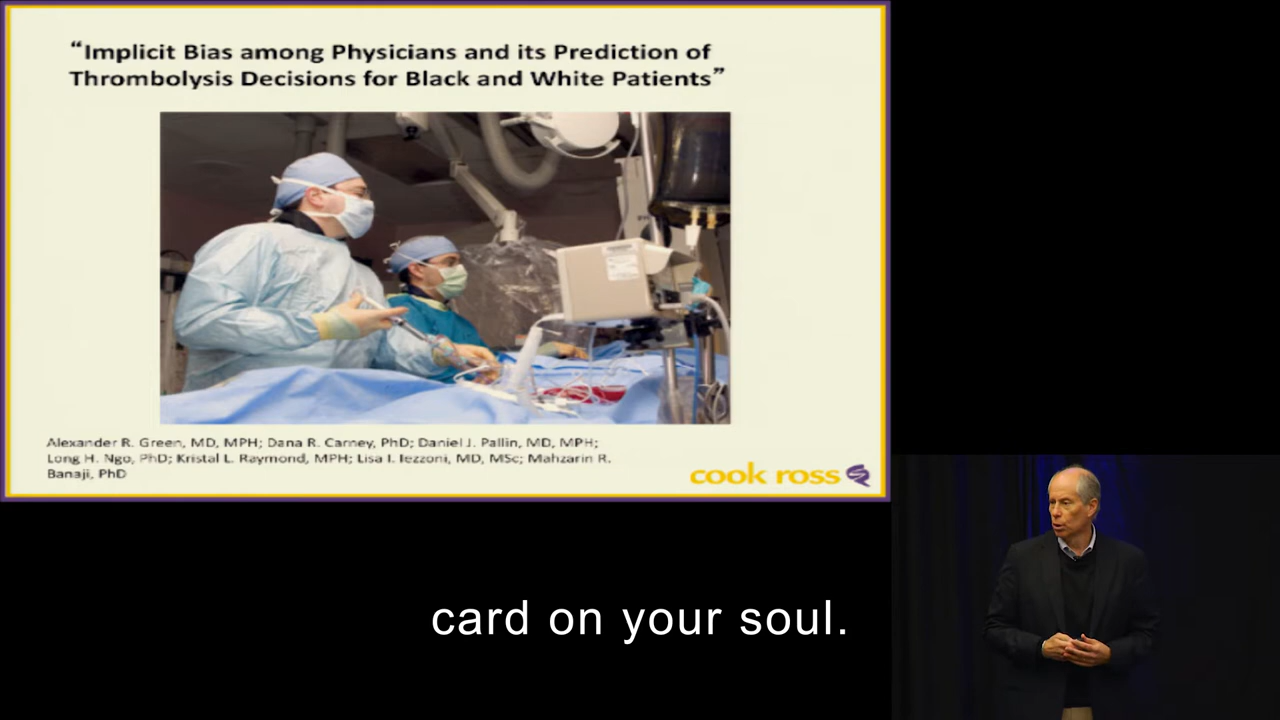 “Implicit Bias among Physicians and its Prediction of
Thrombolysis Decisions for Black and White Patients”
Alexander R. Green, MD, MPH; Dana R. Carney, PhD; Daniel J. Pallin, MD, MPH;
Long H. Ngo, PhD; Kristal L. Raymond, MPH; Lisa I. Iezzoni, MD, MSc; Mahzarin R.
Banaji, PhD
cook ross
card on your soul.